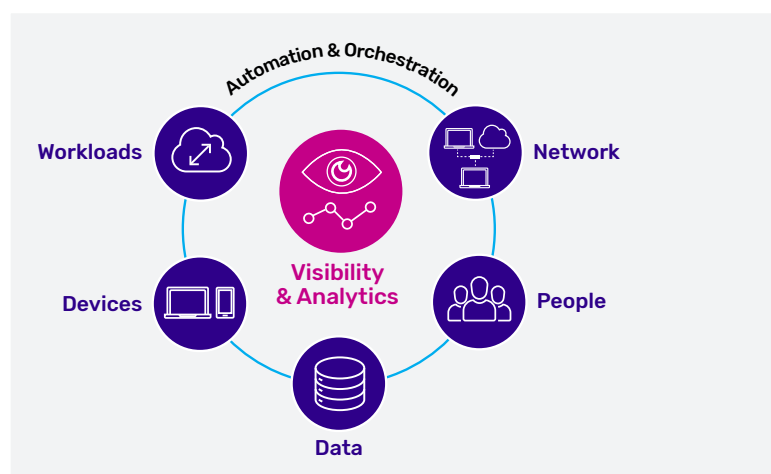 Automation & Orchestration
Workloads
Network
Visibility
& Analytics
Devices
People
Data